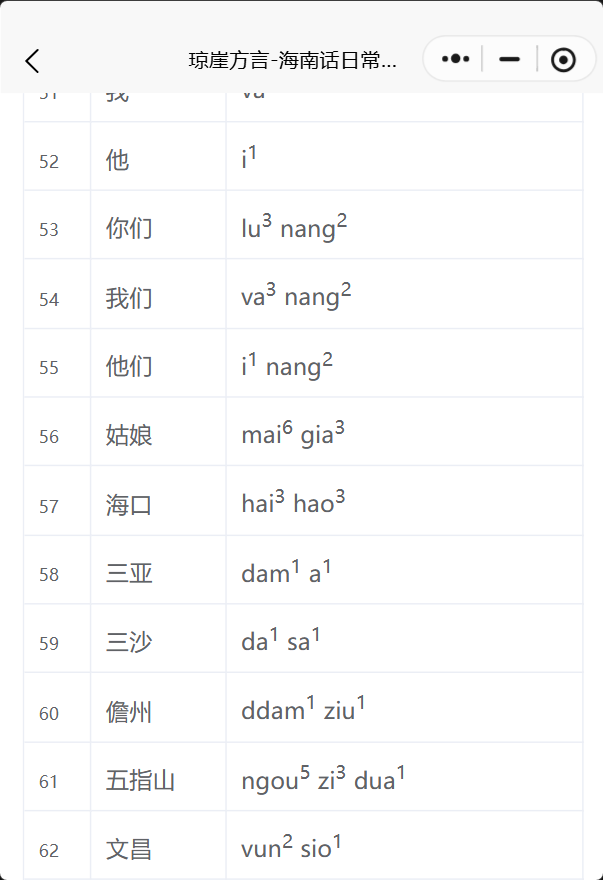 琼崖方言-海南话日常...
52 他 i¹
53 你们 lu³ nang²
54 我们 va³ nang²
55 他们 i¹ nang²
56 姑娘 mai⁶ gia³
57 海口 hai³ hao³
58 三亚 dam¹ a¹
59 三沙 da¹ sa¹
60 儋州 ddam¹ ziu¹
61 五指山 ngou⁵ zi³ dua¹
62 文昌 vun² sio¹